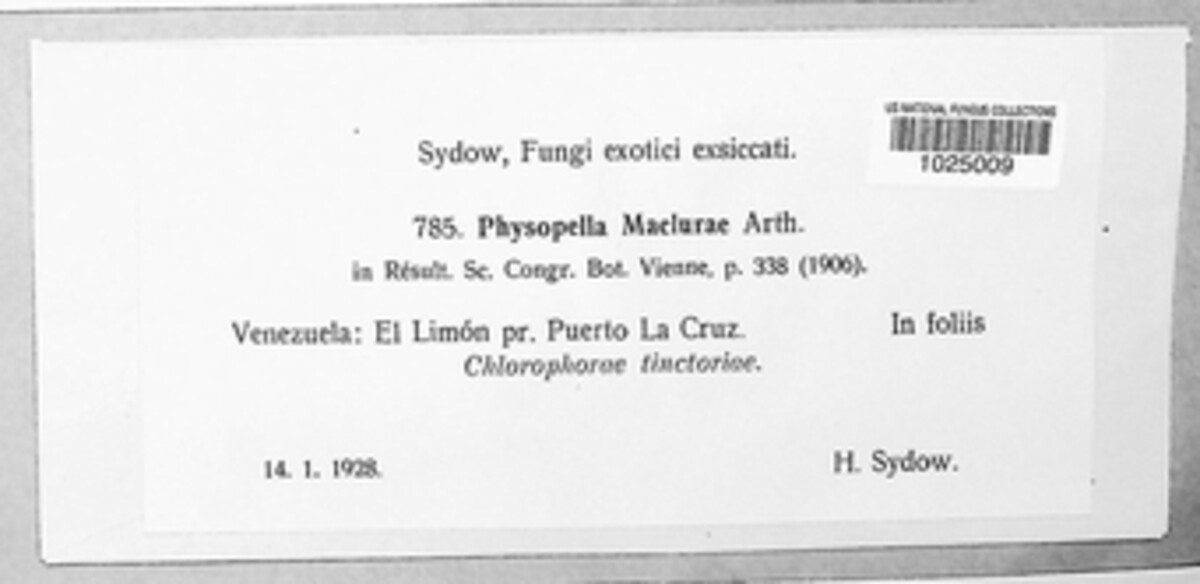 US NATIONAL FUNGUS COLLECTIONS
1025009
Sydow, Fungi exotici exsiccati.
785. Physopella Maclurae Arth.
in Résult. Sc. Congr. Bot. Vienne, p. 338 (1906).
Venezuela: El Limón pr. Puerto La Cruz. In foliis
Chlorophorae tinctoriae.
14. 1. 1928. H. Sydow.